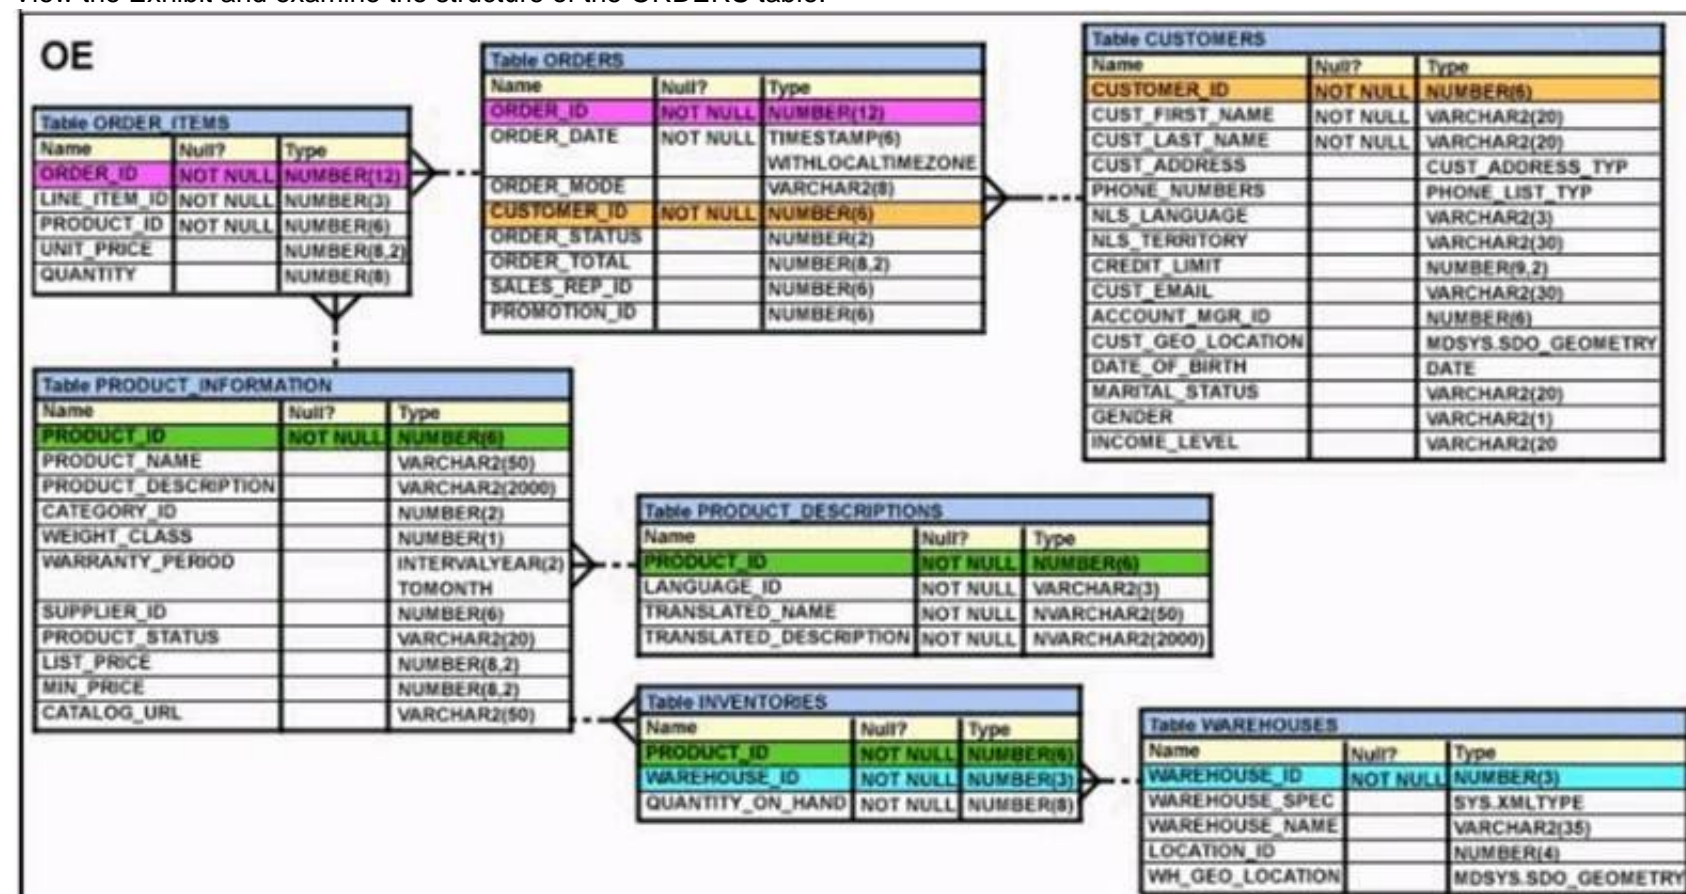 View the Exhibit and examine the structure of the ORDERS table.
OE
Table ORDER_ITEMS
Name Null? Type
ORDER_ID NOT NULL NUMBER(12)
LINE_ITEM_ID NOT NULL NUMBER(3)
PRODUCT_ID NOT NULL NUMBER(6)
UNIT_PRICE NUMBER(8,2)
QUANTITY NUMBER(8)
Table ORDERS
Name Null? Type
ORDER_ID NOT NULL NUMBER(12)
ORDER_DATE NOT NULL TIMESTAMP(6)
WITHLOCALTIMEZONE
ORDER_MODE VARCHAR2(8)
CUSTOMER_ID NOT NULL NUMBER(6)
ORDER_STATUS NUMBER(2)
ORDER_TOTAL NUMBER(8,2)
SALES_REP_ID NUMBER(6)
PROMOTION_ID NUMBER(6)
Table CUSTOMERS
Name Null? Type
CUSTOMER_ID NOT NULL NUMBER(6)
CUST_FIRST_NAME NOT NULL VARCHAR2(20)
CUST_LAST_NAME NOT NULL VARCHAR2(20)
CUST_ADDRESS CUST_ADDRESS_TYP
PHONE_NUMBERS PHONE_LIST_TYP
NLS_LANGUAGE VARCHAR2(3)
NLS_TERRITORY VARCHAR2(30)
CREDIT_LIMIT NUMBER(9,2)
CUST_EMAIL VARCHAR2(30)
ACCOUNT_MGR_ID NUMBER(6)
CUST_GEO_LOCATION MDSYS.SDO_GEOMETRY
DATE_OF_BIRTH DATE
MARITAL_STATUS VARCHAR2(20)
GENDER VARCHAR2(1)
INCOME_LEVEL VARCHAR2(20
Table PRODUCT_INFORMATION
Name Null? Type
PRODUCT_ID NOT NULL NUMBER(6)
PRODUCT_NAME VARCHAR2(50)
PRODUCT_DESCRIPTION VARCHAR2(2000)
CATEGORY_ID NUMBER(2)
WEIGHT_CLASS NUMBER(1)
WARRANTY_PERIOD INTERVALYEAR(2)
TOMONTH
SUPPLIER_ID NUMBER(6)
PRODUCT_STATUS VARCHAR2(20)
LIST_PRICE NUMBER(8,2)
MIN_PRICE NUMBER(8,2)
CATALOG_URL VARCHAR2(50)
Table PRODUCT_DESCRIPTIONS
Name Null? Type
PRODUCT_ID NOT NULL NUMBER(6)
LANGUAGE_ID NOT NULL VARCHAR2(3)
TRANSLATED_NAME NOT NULL NVARCHAR2(50)
TRANSLATED_DESCRIPTION NOT NULL NVARCHAR2(2000)
Table INVENTORIES
Name Null? Type
PRODUCT_ID NOT NULL NUMBER(6)
WAREHOUSE_ID NOT NULL NUMBER(3)
QUANTITY_ON_HAND NOT NULL NUMBER(8)
Table WAREHOUSES
Name Null? Type
WAREHOUSE_ID NOT NULL NUMBER(3)
WAREHOUSE_SPEC SYS.XMLTYPE
WAREHOUSE_NAME VARCHAR2(35)
LOCATION_ID NUMBER(4)
WH_GEO_LOCATION MDSYS.SDO_GEOMETRY